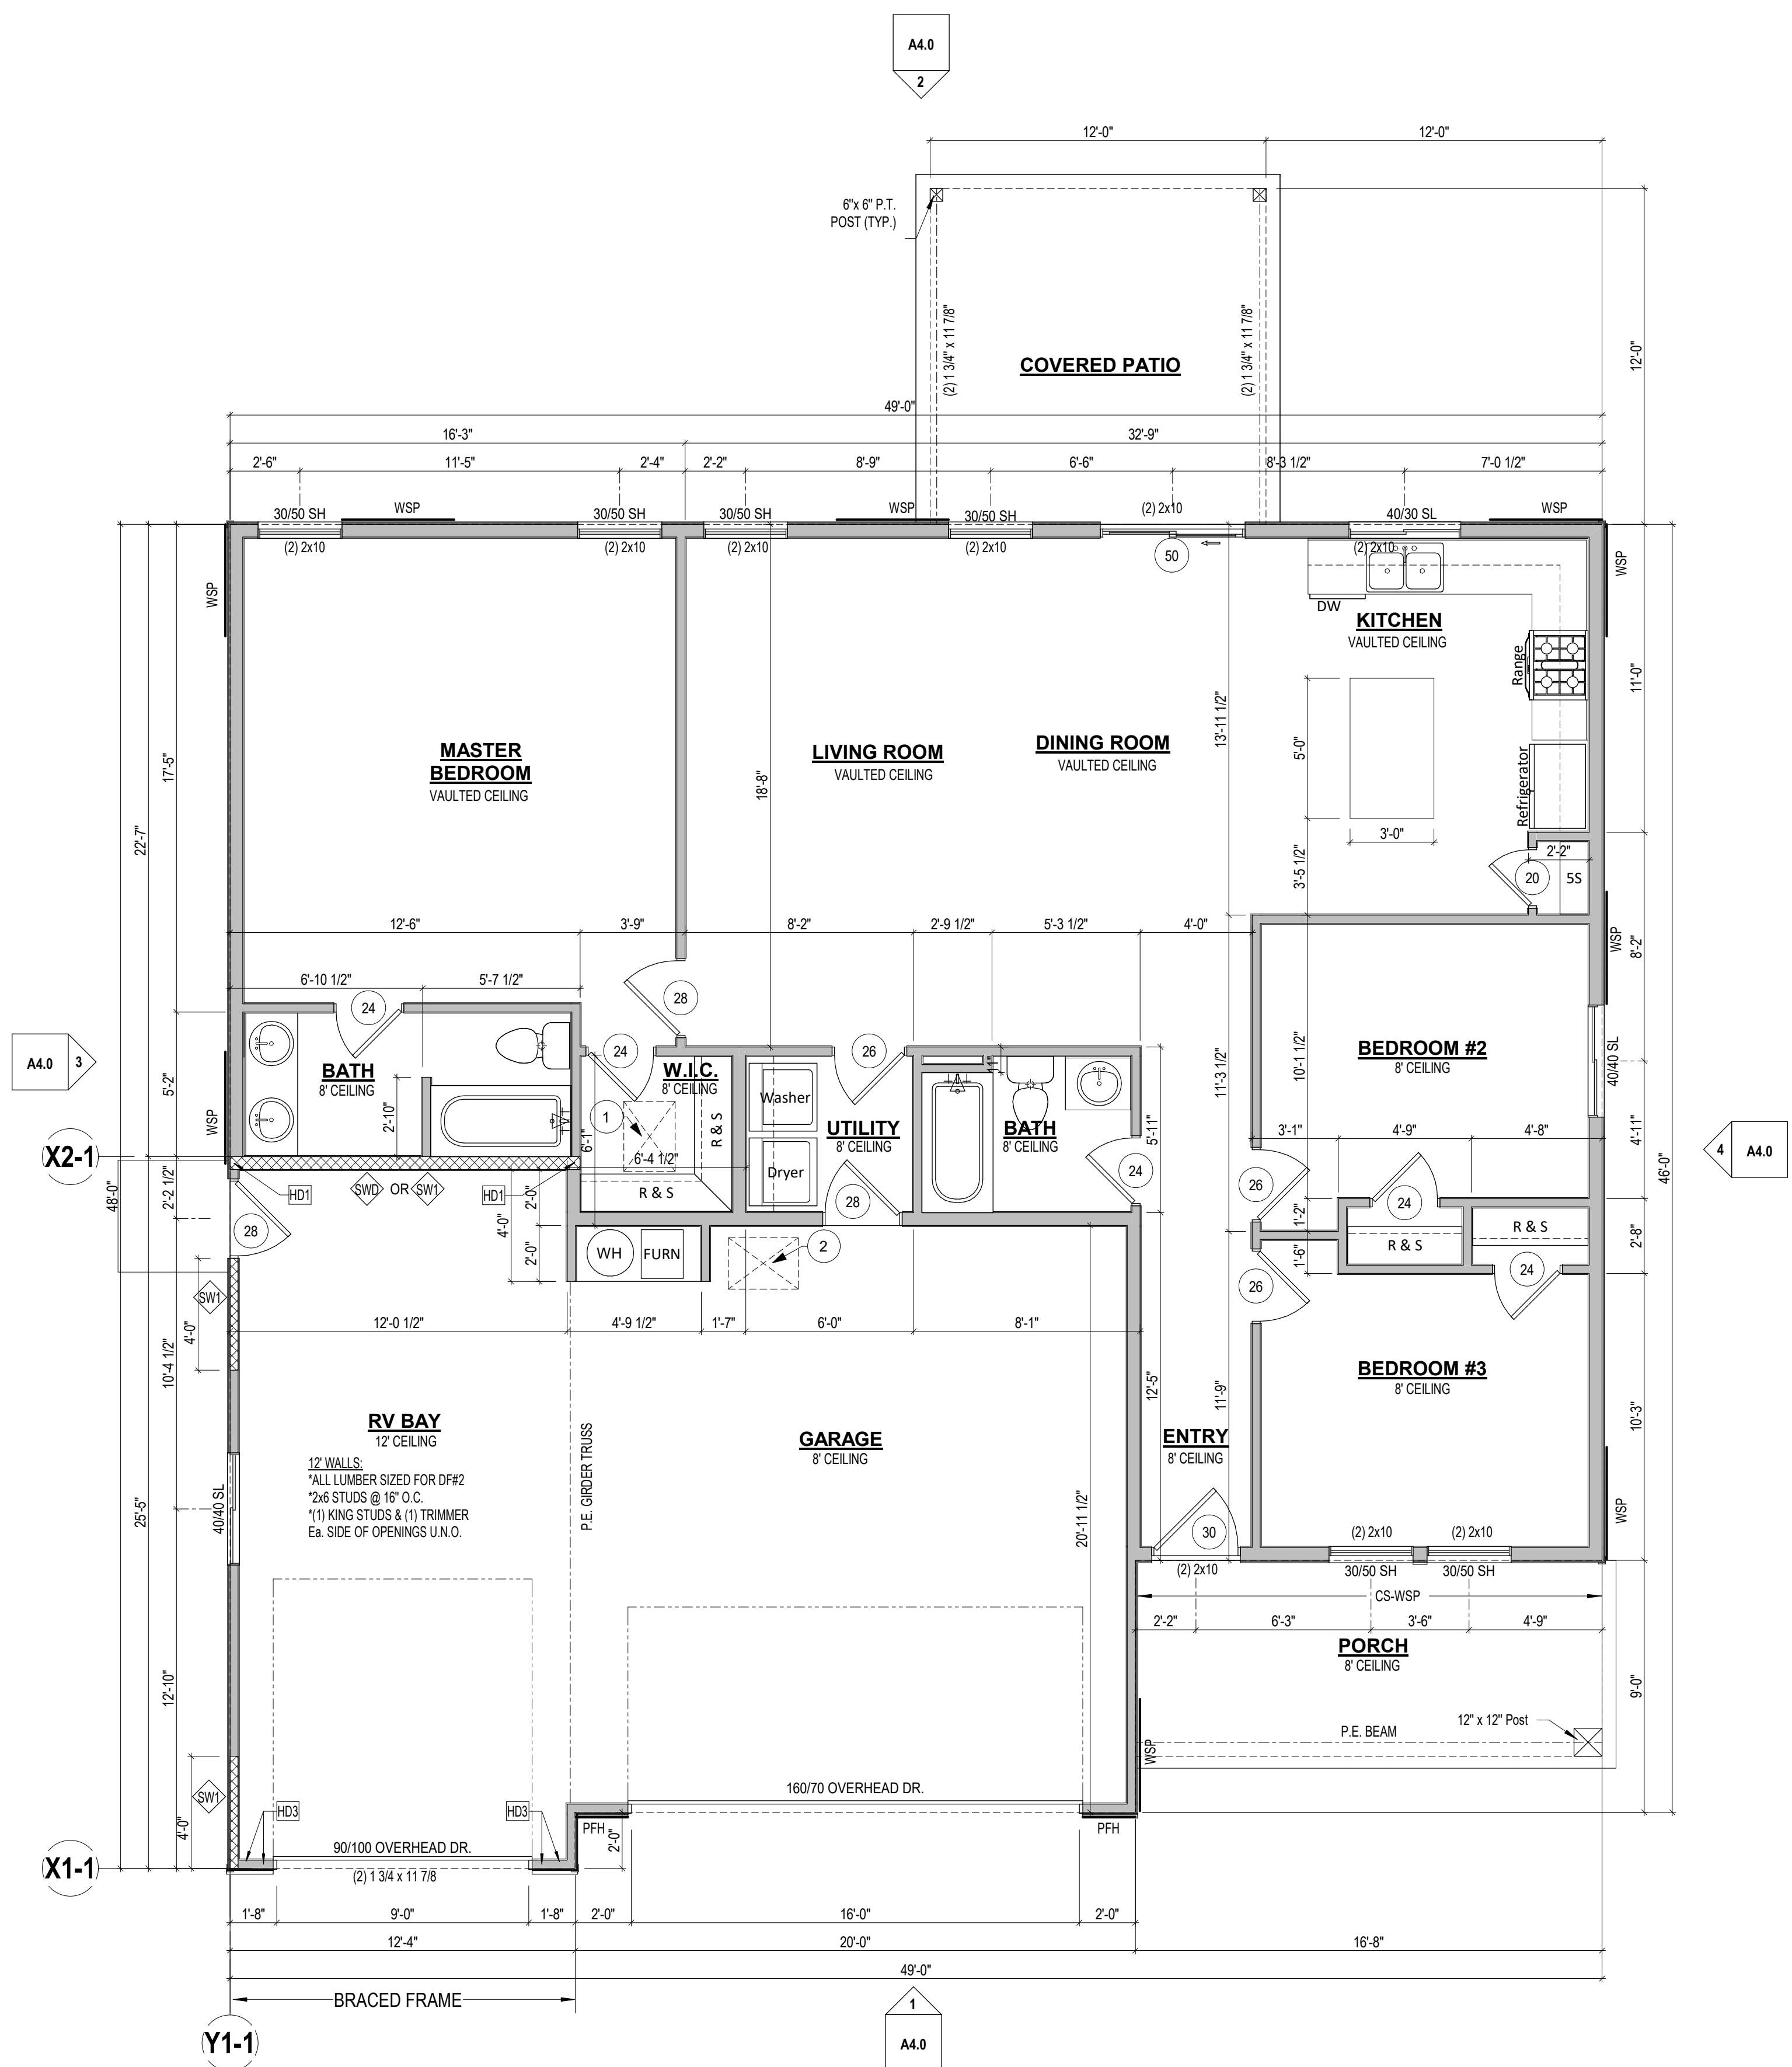 A4.0
2
12'-0"
12'-0"
6"x 6" P.T.
POST (TYP.)
(2) 1 3/4" x 11 7/8"
(2) 1 3/4" x 11 7/8"
12'-0"
COVERED PATIO
49'-0"
16'-3"
32'-9"
2'-6"
11'-5"
2'-4"
2'-2"
8'-9"
6'-6"
8'-3 1/2"
7'-0 1/2"
30/50 SH
WSP
30/50 SH
30/50 SH
WSP
30/50 SH
(2) 2x10
40/30 SL
WSP
(2) 2x10
(2) 2x10
(2) 2x10
(2) 2x10
50
(2) 2x10
WSP
WSP
DW
KITCHEN
VAULTED CEILING
Range
11'-0"
13'-11 1/2"
5'-0"
MASTER
BEDROOM
VAULTED CEILING
LIVING ROOM
VAULTED CEILING
DINING ROOM
VAULTED CEILING
17'-5"
18'-8"
Refrigerator
22'-7"
3'-0"
3'-5 1/2"
2'-2"
20
5S
12'-6"
3'-9"
8'-2"
2'-9 1/2"
5'-3 1/2"
4'-0"
WSP
8'-2"
6'-10 1/2"
5'-7 1/2"
24
28
A4.0
3
BATH
8' CEILING
24
W.I.C.
8' CEILING
26
1'-1"
BEDROOM #2
8' CEILING
40/40 SL
5'-2"
2'-10"
1
R & S
Washer
UTILITY
8' CEILING
BATH
8' CEILING
5'-11"
11'-3 1/2"
10'-1 1/2"
WSP
6'-1"
6'-4 1/2"
Dryer
24
3'-1"
4'-9"
4'-8"
4'-11"
4
A4.0
46'-0"
X2-1
HD1
SWD
OR
SW1
HD1
R & S
28
26
24
48'-0"
2'-2 1/2"
28
2'-0"
4'-0"
2'-0"
WH
FURN
2
1'-2"
1'-6"
R & S
R & S
24
2'-8"
26
SW1
4'-0"
12'-0 1/2"
4'-9 1/2"
1'-7"
6'-0"
8'-1"
10'-4 1/2"
BEDROOM #3
8' CEILING
12'-5"
11'-9"
10'-3"
RV BAY
12' CEILING
12' WALLS:
*ALL LUMBER SIZED FOR DF#2
*2x6 STUDS @ 16" O.C.
*(1) KING STUDS & (1) TRIMMER
Ea. SIDE OF OPENINGS U.N.O.
P.E. GIRDER TRUSS
GARAGE
8' CEILING
ENTRY
8' CEILING
40/40 SL
25'-5"
20'-11 1/2"
WSP
30
(2) 2x10
(2) 2x10
(2) 2x10
30/50 SH
30/50 SH
CS-WSP
2'-2"
6'-3"
3'-6"
4'-9"
PORCH
8' CEILING
12'-10"
9'-0"
12" x 12" Post
P.E. BEAM
WSP
SW1
4'-0"
HD3
HD3
160/70 OVERHEAD DR.
PFH
2'-0"
PFH
X1-1
90/100 OVERHEAD DR.
(2) 1 3/4 x 11 7/8
1'-8"
9'-0"
1'-8"
2'-0"
16'-0"
2'-0"
12'-4"
20'-0"
16'-8"
49'-0"
BRACED FRAME
1
A4.0
Y1-1